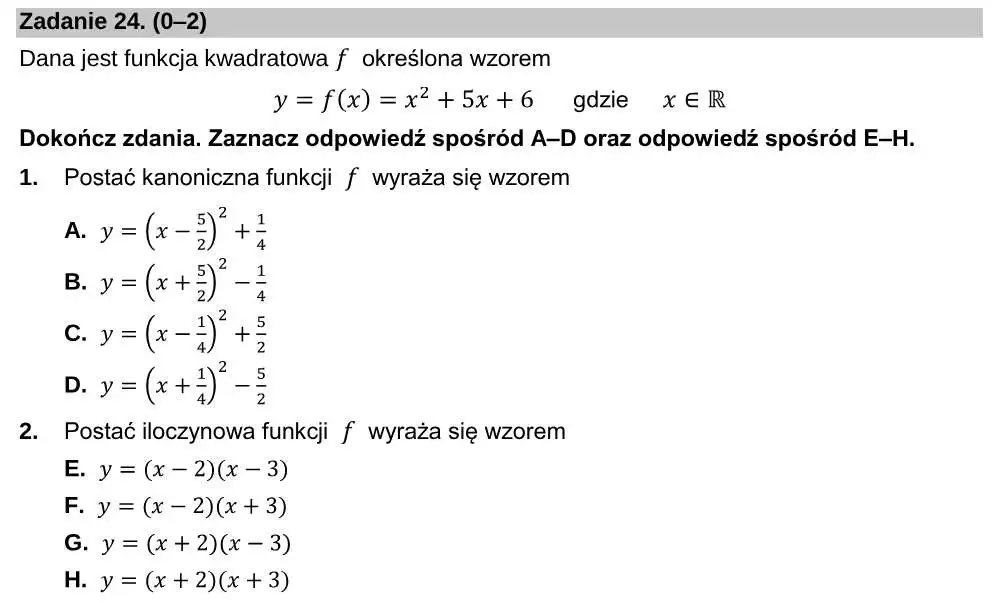 Zadanie 24. (0–2)
Dana jest funkcja kwadratowa f określona wzorem
y = f(x) = x² + 5x + 6 gdzie x ∈ ℝ
Dokończ zdania. Zaznacz odpowiedź spośród A–D oraz odpowiedź spośród E–H.
1. Postać kanoniczna funkcji f wyraża się wzorem
A. y = (x − 5/2)² + 1/4
B. y = (x + 5/2)² − 1/4
C. y = (x − 1/4)² + 5/2
D. y = (x + 1/4)² − 5/2
2. Postać iloczynowa funkcji f wyraża się wzorem
E. y = (x − 2)(x − 3)
F. y = (x − 2)(x + 3)
G. y = (x + 2)(x − 3)
H. y = (x + 2)(x + 3)